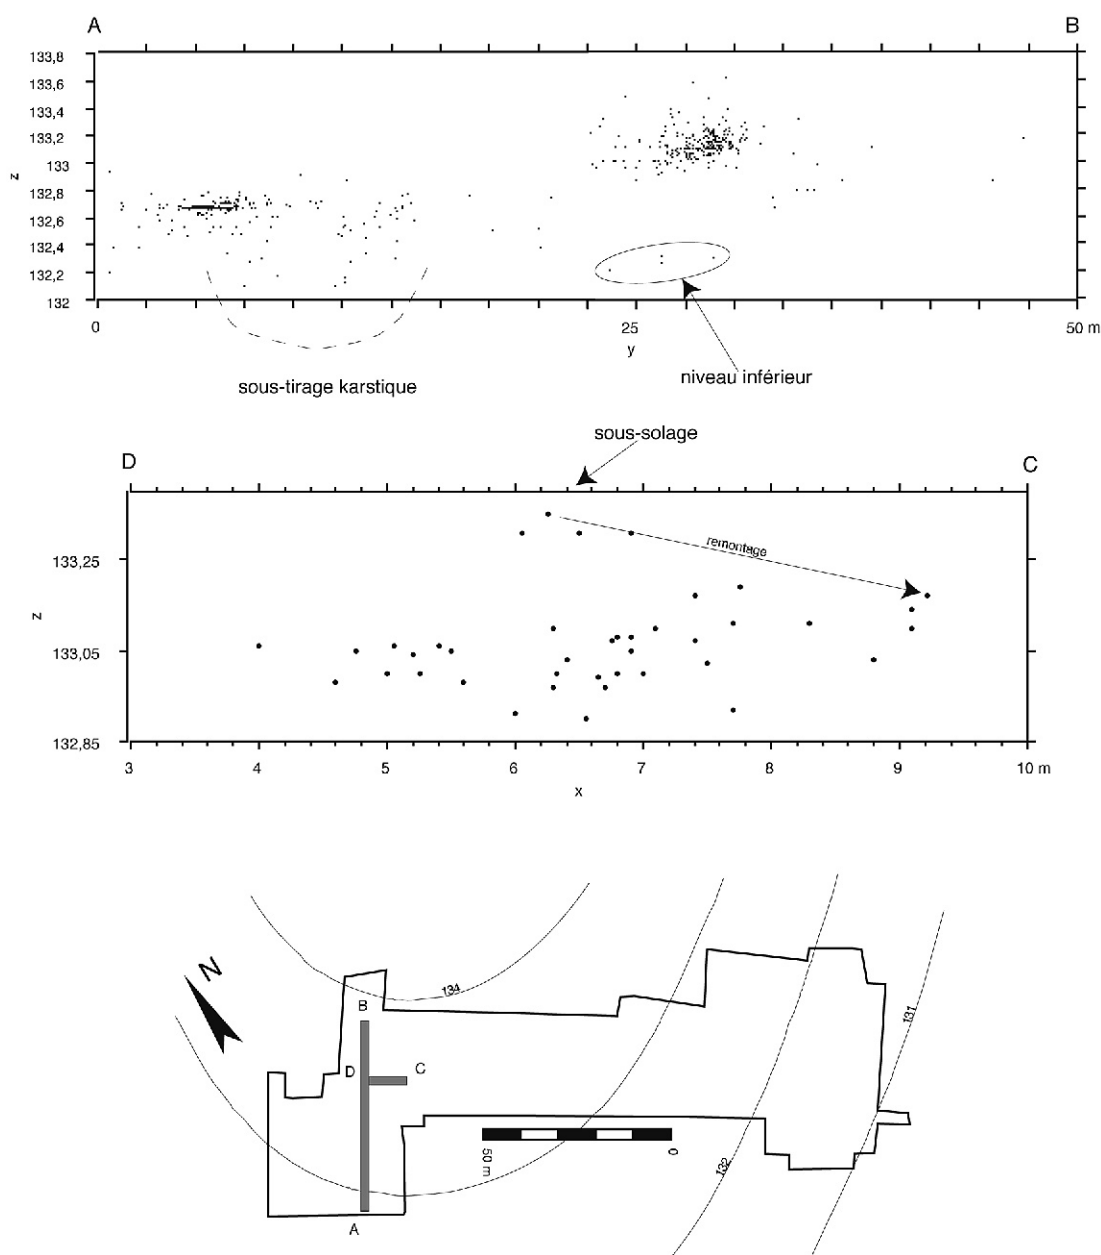 A B
133,8
133,6
133,4
133,2
133
132,8
132,6
132,4
132,2
132
z
0 25 50 m
y
sous-tirage karstique
niveau inférieur
sous-solage
D C
remontage
133,25
133,05
132,85
z
3 4 5 6 7 8 9 10 m
x
N
134
B
131
D C
50 m 0
132
A